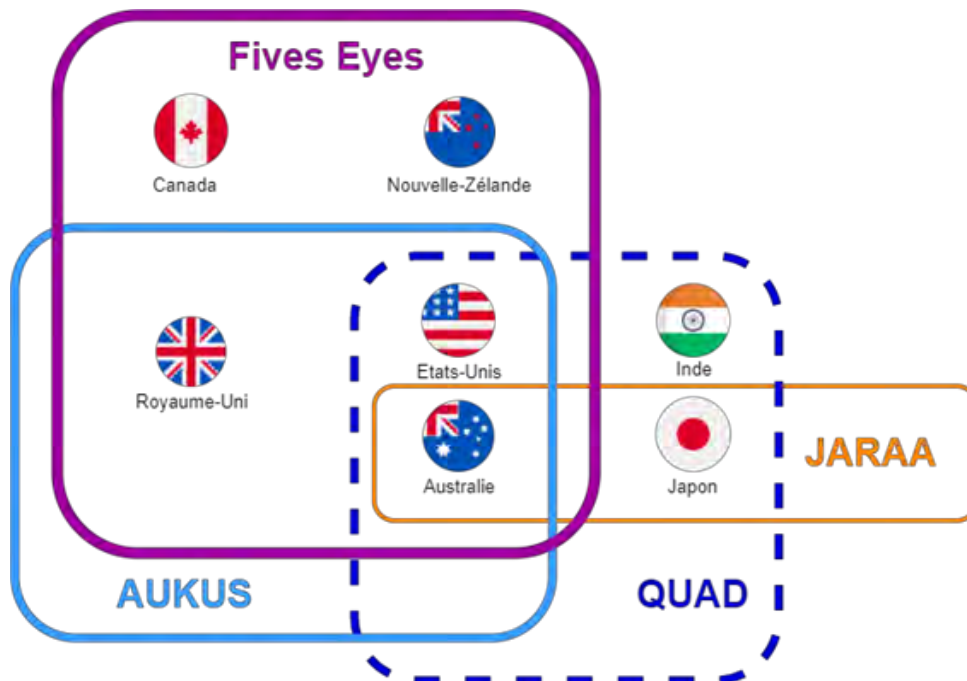 Fives Eyes
Canada
Nouvelle-Zélande
Etats-Unis
Inde
Royaume-Uni
JARAA
Australie
Japon
AUKUS
QUAD